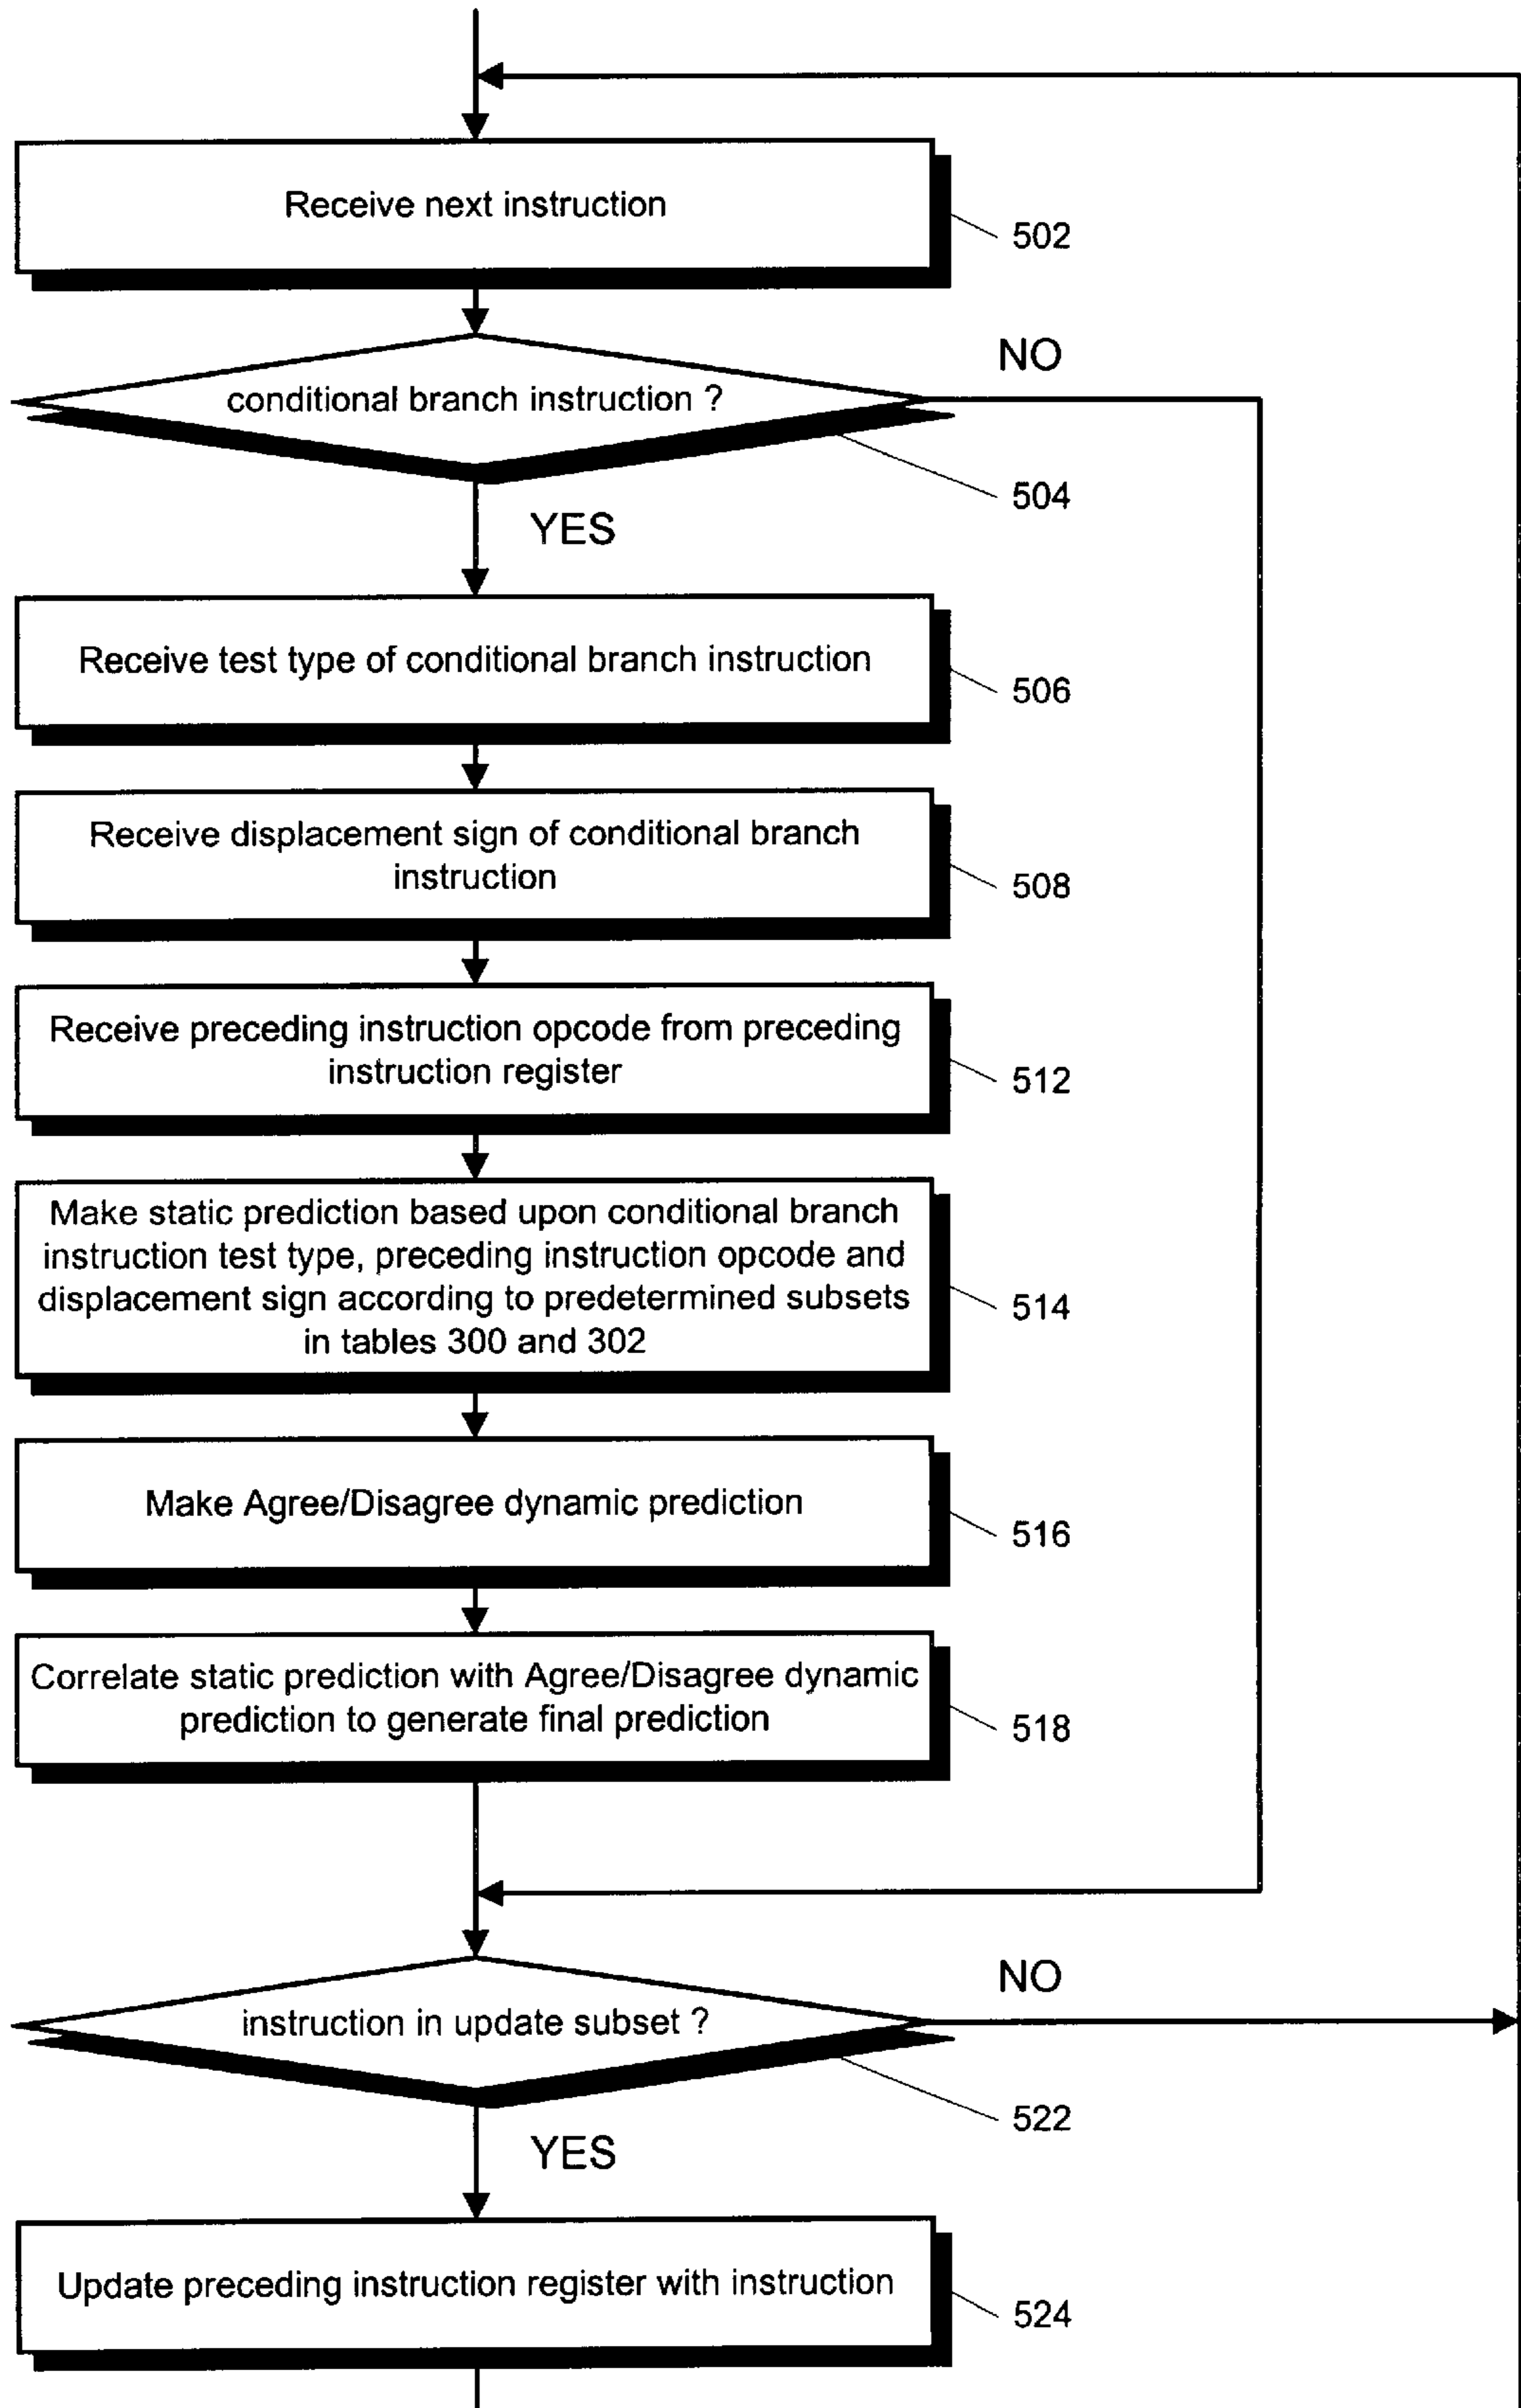 Receive next instruction
502
NO
conditional branch instruction ?
504
YES
Receive test type of conditional branch instruction
506
Receive displacement sign of conditional branch
instruction
508
Receive preceding instruction opcode from preceding
instruction register
512
Make static prediction based upon conditional branch
instruction test type, preceding instruction opcode and
displacement sign according to predetermined subsets
in tables 300 and 302
514
Make Agree/Disagree dynamic prediction
516
Correlate static prediction with Agree/Disagree dynamic
prediction to generate final prediction
518
NO
instruction in update subset ?
522
YES
Update preceding instruction register with instruction
524